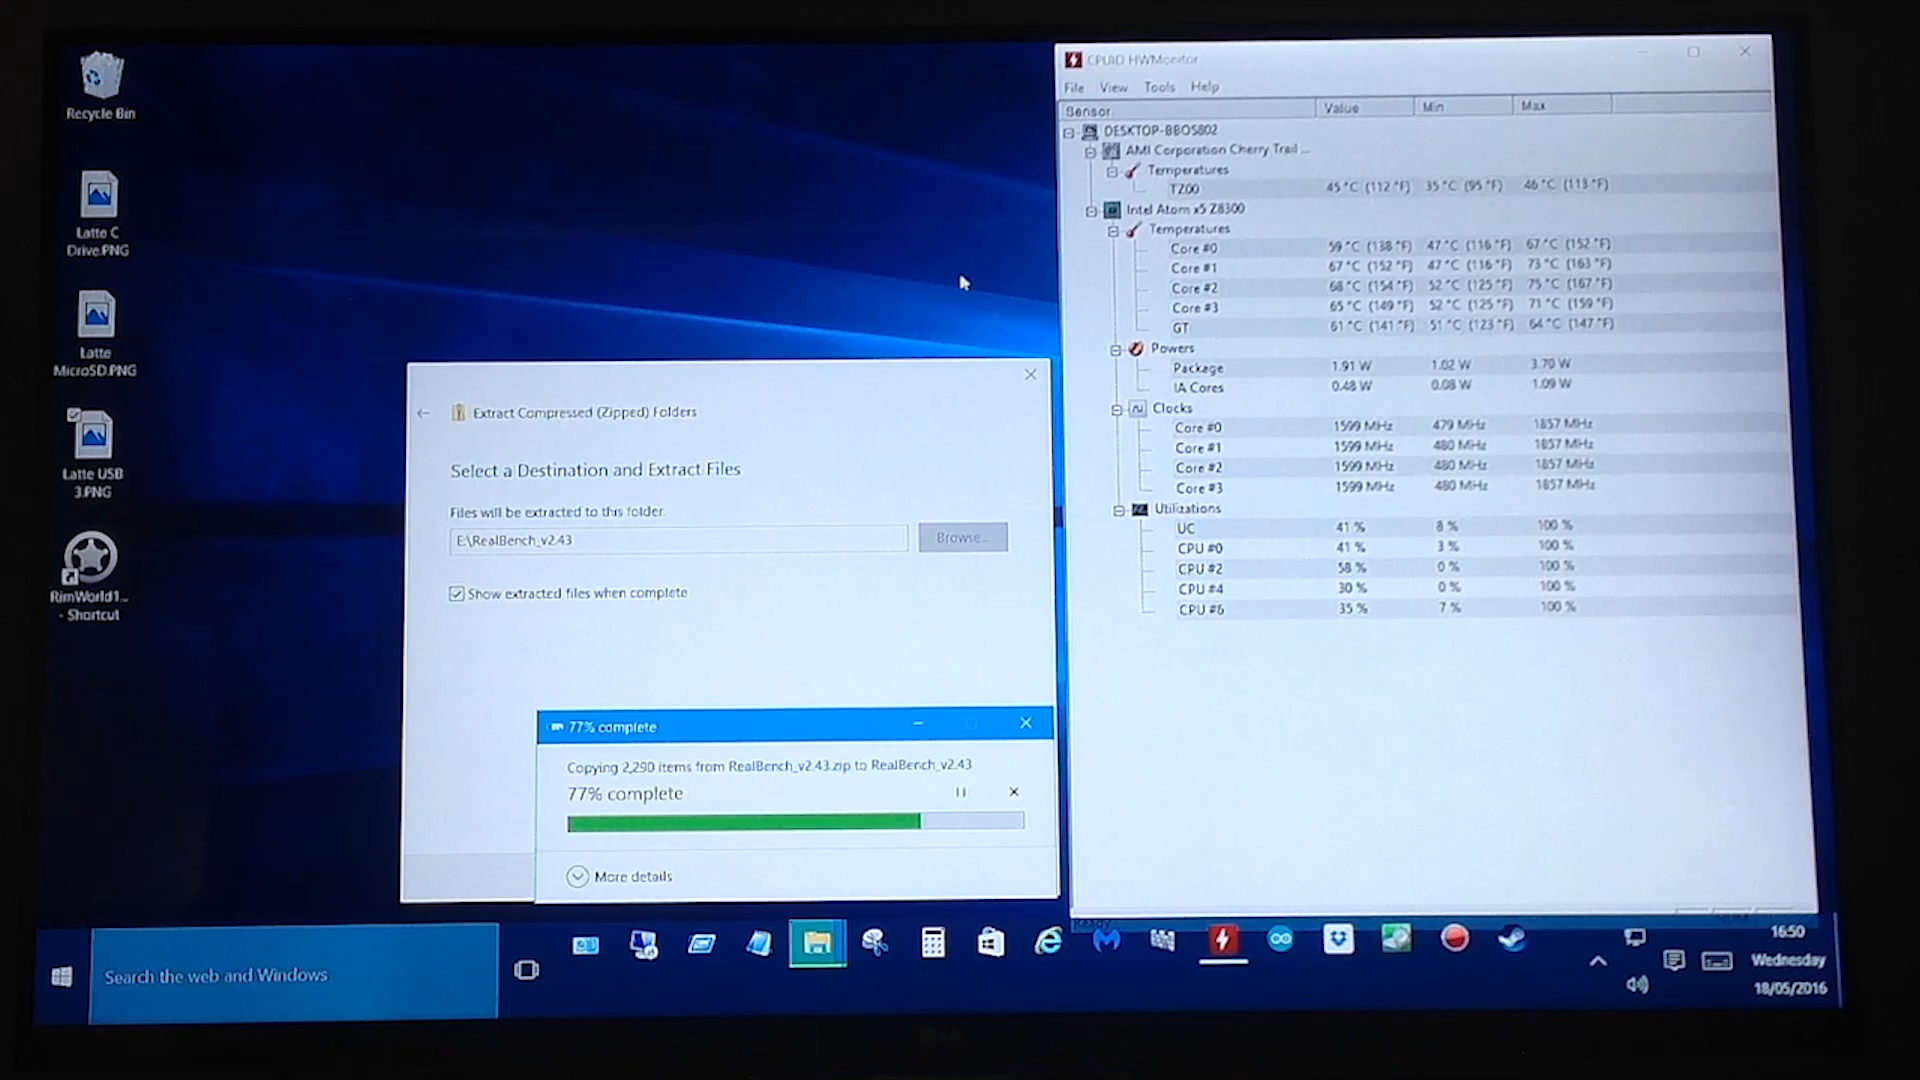 Recycle Bin
Latte C
Drive.PNG
Latte
MicroSD.PNG
Latte USB
3.PNG
RimWorld1...
- Shortcut
Extract Compressed (Zipped) Folders
Select a Destination and Extract Files
Files will be extracted to this folder:
E:\RealBench_v2.43
Browse...
Show extracted files when complete
77% complete
Copying 2,290 items from RealBench_v2.43.zip to RealBench_v2.43
77% complete
More details
CPUID HWMonitor
File View Tools Help
Sensor Value Min Max
DESKTOP-BBOS802
AMI Corporation Cherry Trail ...
Temperatures
TZ00 45 °C (112 °F) 35 °C (95 °F) 46 °C (113 °F)
Intel Atom x5 Z8300
Temperatures
Core #0 59 °C (138 °F) 47 °C (116 °F) 67 °C (152 °F)
Core #1 67 °C (152 °F) 47 °C (116 °F) 73 °C (163 °F)
Core #2 68 °C (154 °F) 52 °C (125 °F) 75 °C (167 °F)
Core #3 65 °C (149 °F) 52 °C (125 °F) 71 °C (159 °F)
GT 61 °C (141 °F) 51 °C (123 °F) 64 °C (147 °F)
Powers
Package 1.91 W 1.02 W 3.70 W
IA Cores 0.48 W 0.08 W 1.09 W
Clocks
Core #0 1599 MHz 479 MHz 1857 MHz
Core #1 1599 MHz 480 MHz 1857 MHz
Core #2 1599 MHz 480 MHz 1857 MHz
Core #3 1599 MHz 480 MHz 1857 MHz
Utilizations
UC 41 % 8 % 100 %
CPU #0 41 % 3 % 100 %
CPU #2 58 % 0 % 100 %
CPU #4 30 % 0 % 100 %
CPU #6 35 % 7 % 100 %
Ready
Search the web and Windows
16:50
Wednesday
18/05/2016
LG